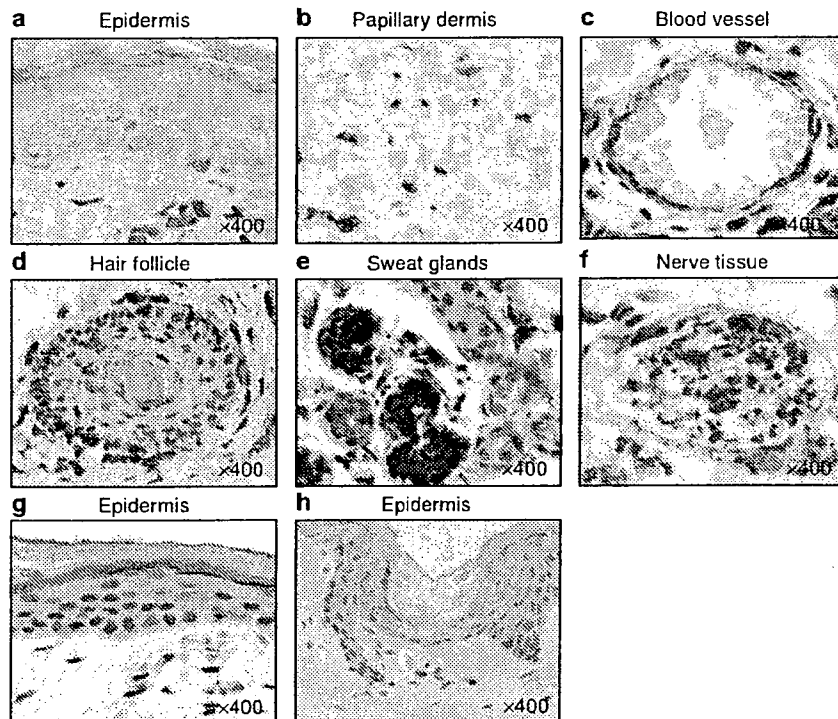 a Epidermis
b Papillary dermis
c Blood vessel
×400
×400
×400
d Hair follicle
e Sweat glands
f Nerve tissue
×400
×400
×400
g Epidermis
h Epidermis
×400
×400